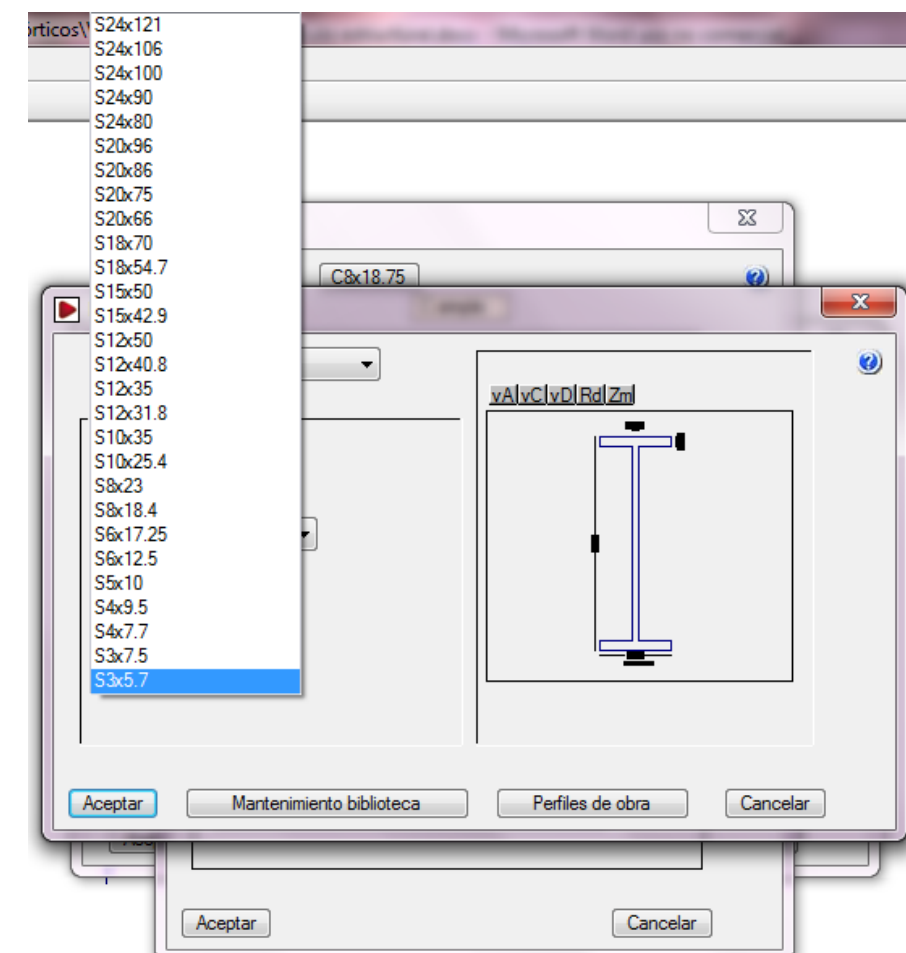 órticos\
S24x121
S24x106
S24x100
S24x90
S24x80
S20x96
S20x86
S20x75
S20x66
S18x70
S18x54.7
S15x50
S15x42.9
S12x50
S12x40.8
S12x35
S12x31.8
S10x35
S10x25.4
S8x23
S8x18.4
S6x17.25
S6x12.5
S5x10
S4x9.5
S4x7.7
S3x7.5
S3x5.7
C8x18.75
vA vC vD Rd Zm
Aceptar Mantenimiento biblioteca Perfiles de obra Cancelar
Aceptar Cancelar